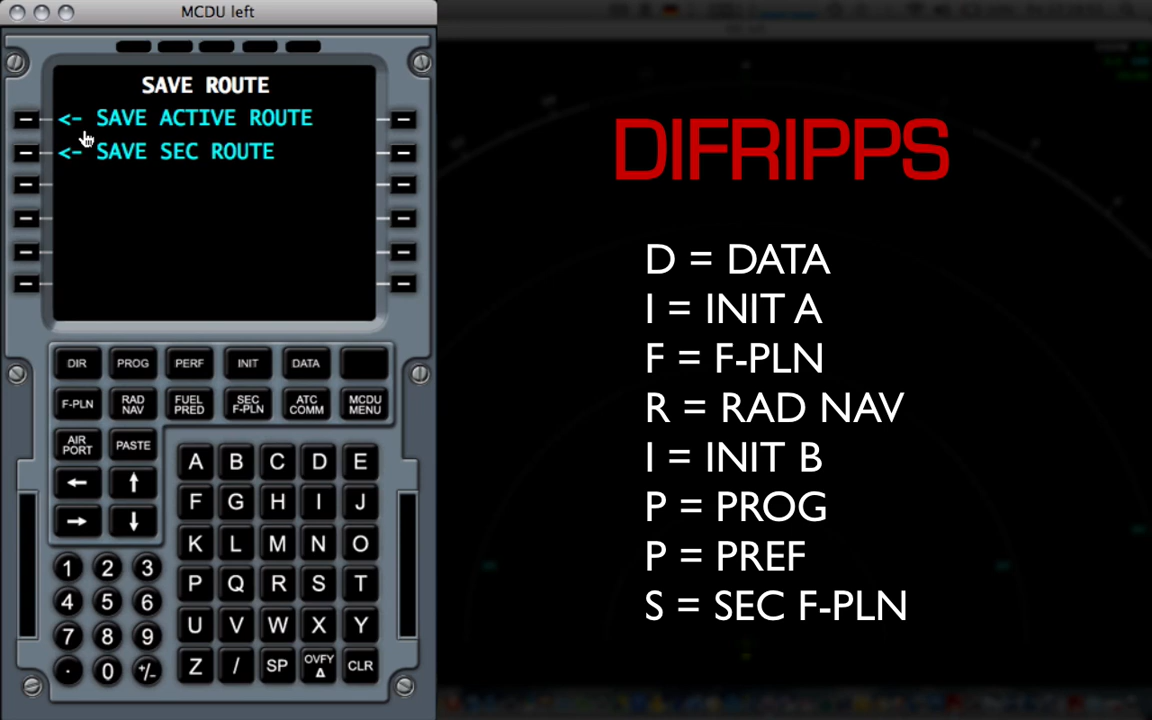 MCDU left
SAVE ROUTE
<- SAVE ACTIVE ROUTE
<- SAVE SEC ROUTE
DIR PROG PERF INIT DATA
F-PLN RAD NAV FUEL PRED SEC F-PLN ATC COMM MCDU MENU
AIR PORT PASTE
A B C D E
F G H I J
K L M N O
1 2 3 P Q R S T
4 5 6 U V W X Y
7 8 9 Z / SP OVFY Δ CLR
. 0 +/-
DIFRIPPS
D = DATA
I = INIT A
F = F-PLN
R = RAD NAV
I = INIT B
P = PROG
P = PREF
S = SEC F-PLN